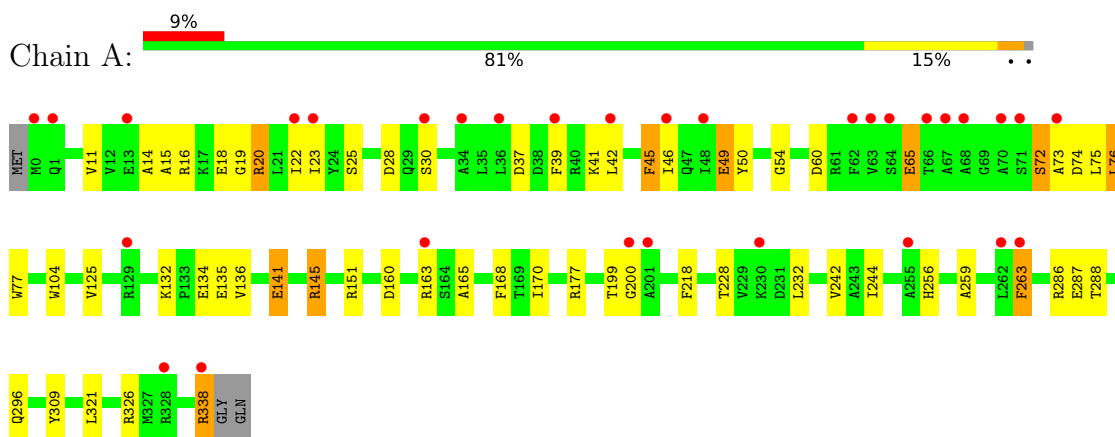 9%
Chain A:
81% 15% . .
MET M0 Q1 V11 V12 E13 A14 A15 R16 K17 E18 G19 R20 L21 I22 I23 Y24 S25 D28 Q29 S30 A34 L35 L36 D37 D38 F39 R40 K41 L42 F45 I46 Q47 I48 E49 Y50 G54 D60 R61 F62 V63 S64 E65 T66 A67 A68 G69 A70 S71 S72 A73 D74 L75 L76
W77 W104 V125 R129 K132 P133 E134 E135 V136 E141 R145 R151 D160 R163 S164 A165 F168 T169 I170 R177 T199 G200 A201 F218 T228 V229 K230 D231 L232 V242 A243 I244 A255 H256 A259 L262 F263 R286 E287 T288
Q296 Y309 L321 R326 M327 R328 R338 GLY GLN